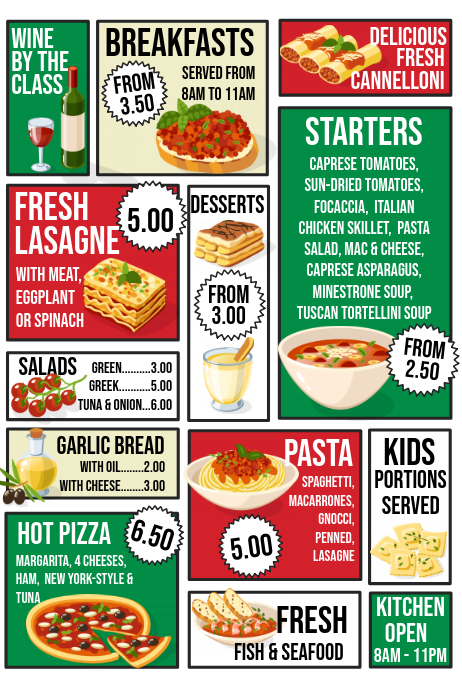 WINE
BY THE
CLASS
BREAKFASTS
FROM
3.50
SERVED FROM
8AM TO 11AM
DELICIOUS
FRESH
CANNELLONI
STARTERS
CAPRESE TOMATOES,
SUN-DRIED TOMATOES,
FOCACCIA, ITALIAN
CHICKEN SKILLET, PASTA
SALAD, MAC & CHEESE,
CAPRESE ASPARAGUS,
MINESTRONE SOUP,
TUSCAN TORTELLINI SOUP
FROM
2.50
FRESH
LASAGNE
5.00
WITH MEAT,
EGGPLANT
OR SPINACH
DESSERTS
FROM
3.00
SALADS
GREEN.........3.00
GREEK.........5.00
TUNA & ONION...6.00
GARLIC BREAD
WITH OIL.......2.00
WITH CHEESE.......3.00
PASTA
SPAGHETTI,
MACARRONES,
GNOCCI,
PENNED,
LASAGNE
5.00
KIDS
PORTIONS
SERVED
HOT PIZZA
6.50
MARGARITA, 4 CHEESES,
HAM, NEW YORK-STYLE &
TUNA
FRESH
FISH & SEAFOOD
KITCHEN
OPEN
8AM - 11PM